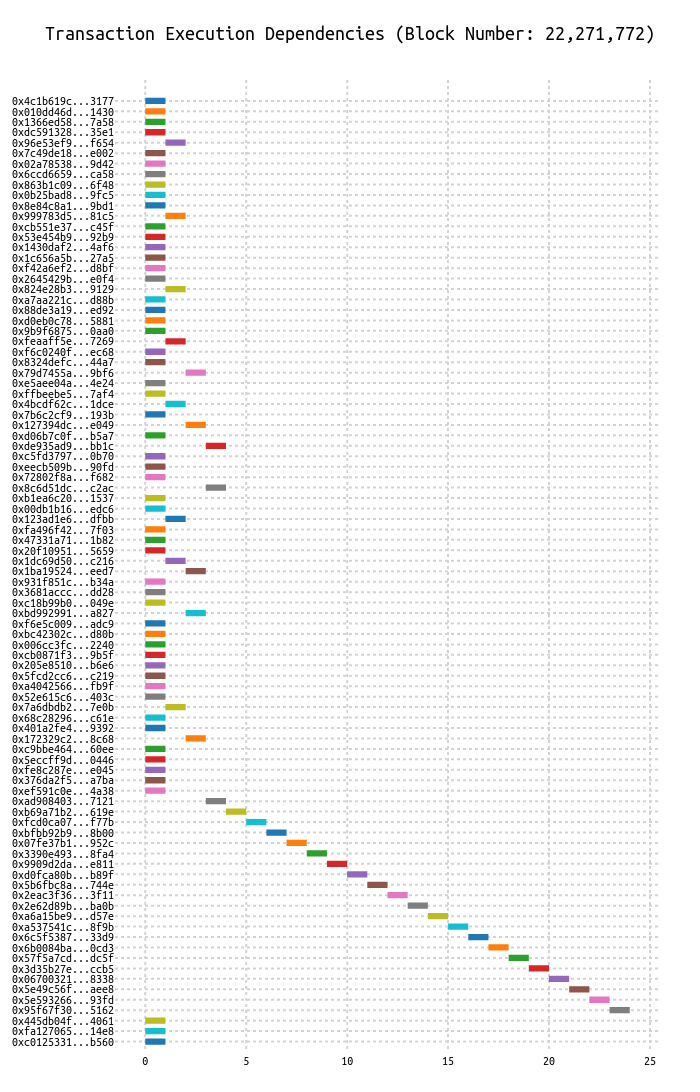 Transaction Execution Dependencies (Block Number: 22,271,772)
0x4c1b619c...3177
0x010dd46d...1430
0x1366ed58...7a58
0xdc591328...35e1
0x96e53ef9...f654
0x7c49de18...e002
0x02a78538...9d42
0x6ccd6659...ca58
0x863b1c09...6f48
0x0b25bad8...9fc5
0x8e84c8a1...9bd1
0x999783d5...81c5
0xcb551e37...c45f
0x53e454b9...92b9
0x1430daf2...4af6
0x1c656a5b...27a5
0xf42a6ef2...d8bf
0x2645429b...e0f4
0x824e28b3...9129
0xa7aa221c...d88b
0x88de3a19...ed92
0xd0eb0c78...5881
0x9b9f6875...0aa0
0xfeaaff5e...7269
0xf6c0240f...ec68
0x8324defc...44a7
0x79d7455a...9bf6
0xe5aee04a...4e24
0xffbeebe5...7af4
0x4bcdf62c...1dce
0x7b6c2cf9...193b
0x127394dc...e049
0xd06b7c0f...b5a7
0xde935ad9...bb1c
0xc5fd3797...0b70
0xeecb509b...90fd
0x72802f8a...f682
0x8c6d51dc...c2ac
0xb1ea6c20...1537
0x00db1b16...edc6
0x123ad1e6...dfbb
0xfa496f42...7f03
0x47331a71...1b82
0x20f10951...5659
0x1dc69d50...c216
0x1ba19524...eed7
0x931f851c...b34a
0x3681accc...dd28
0xc18b99b0...049e
0xbd992991...a827
0xf6e5c009...adc9
0xbc42302c...d80b
0x006cc3fc...2240
0xcb0871f3...9b5f
0x205e8510...b6e6
0x5fcd2cc6...c219
0xa4042566...fb9f
0x52e615c6...403c
0x7a6dbdb2...7e0b
0x68c28296...c61e
0x401a2fe4...9392
0x172329c2...8c68
0xc9bbe464...60ee
0x5eccff9d...0446
0xfe8c287e...e045
0x376da2f5...a7ba
0xef591c0e...4a38
0xad908403...7121
0xb69a71b2...619e
0xfcd0ca07...f77b
0xbfbb92b9...8b00
0x07fe37b1...952c
0x3390e493...8fa4
0x9909d2da...e811
0xd0fca80b...b89f
0x5b6fbc8a...744e
0x2eac3f36...3f11
0x2e62d89b...ba0b
0xa6a15be9...d57e
0xa537541c...8f9b
0x6c5f5387...33d9
0x6b0084ba...0cd3
0x57f5a7cd...dc5f
0x3d35b27e...ccb5
0x06700321...8338
0x5e49c56f...aee8
0x5e593266...93fd
0x95f67f30...5162
0x445db04f...4061
0xfa127065...14e8
0xc0125331...b560
0 5 10 15 20 25